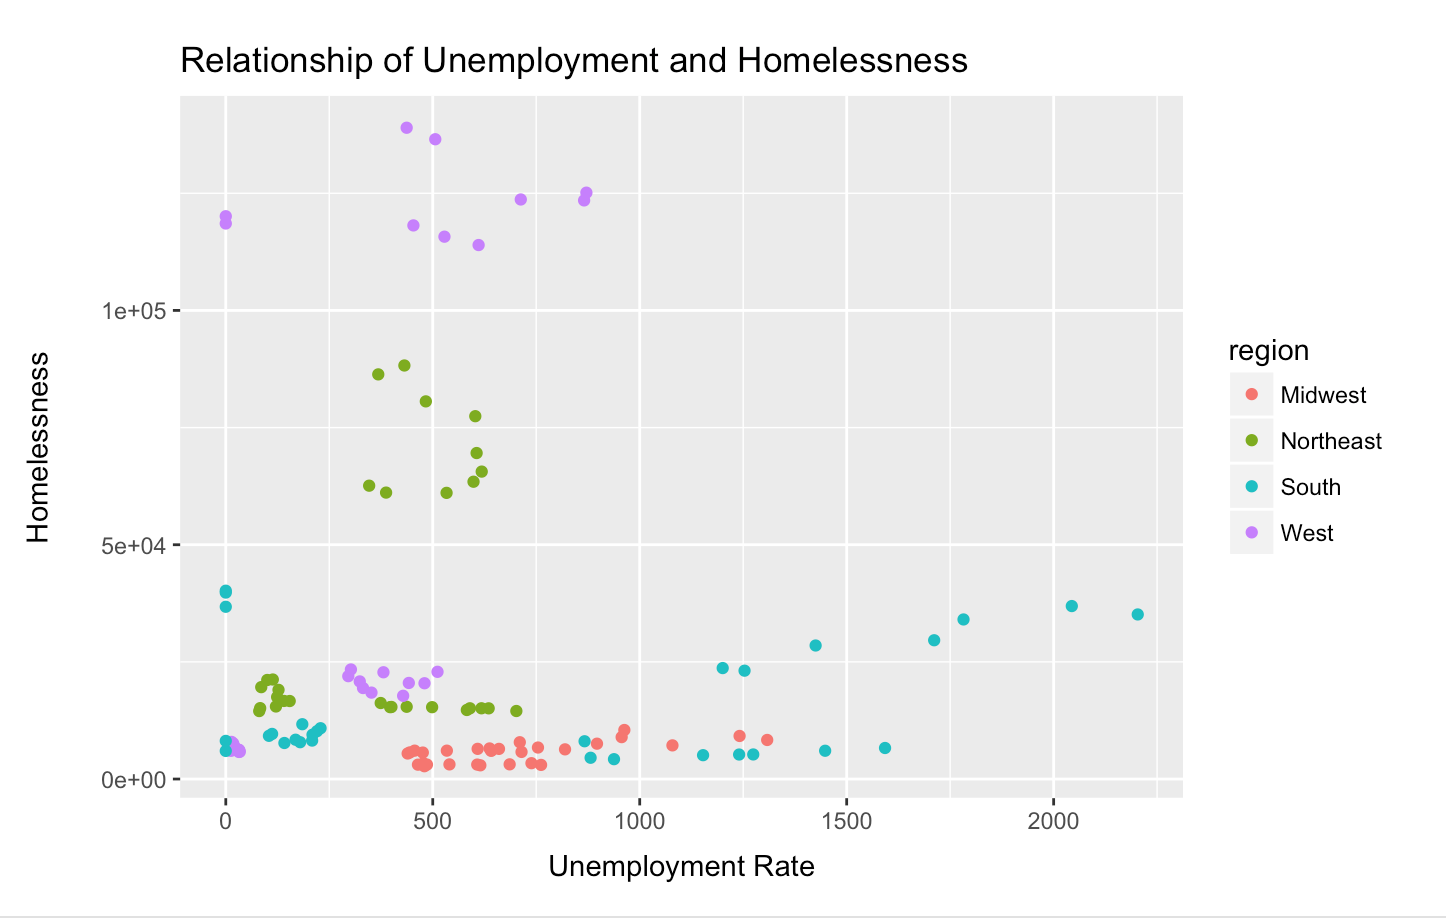 Relationship of Unemployment and Homelessness
Homelessness
1e+05
5e+04
0e+00
0 500 1000 1500 2000
Unemployment Rate
region
Midwest
Northeast
South
West